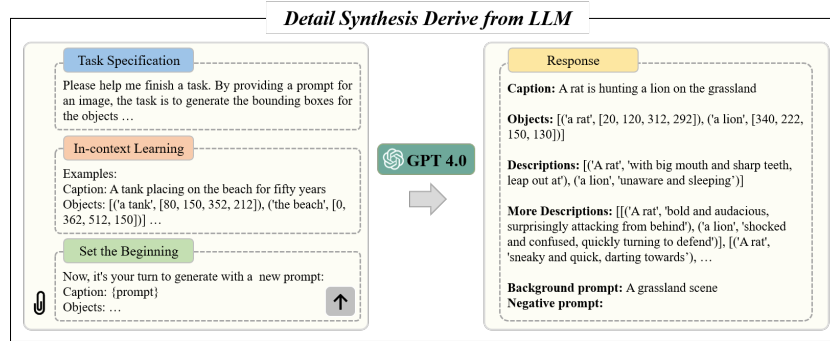 Detail Synthesis Derive from LLM
Task Specification
Please help me finish a task. By providing a prompt for
an image, the task is to generate the bounding boxes for
the objects …
In-context Learning
Examples:
Caption: A tank placing on the beach for fifty years
Objects: [('a tank', [80, 150, 352, 212]), ('the beach', [0,
362, 512, 150])] …
Set the Beginning
Now, it's your turn to generate with a new prompt:
Caption: {prompt}
Objects: …
GPT 4.0
Response
Caption: A rat is hunting a lion on the grassland
Objects: [('a rat', [20, 120, 312, 292]), ('a lion', [340, 222,
150, 130])]
Descriptions: [('A rat', 'with big mouth and sharp teeth,
leap out at'), ('a lion', 'unaware and sleeping’)]
More Descriptions: [[('A rat', 'bold and audacious,
surprisingly attacking from behind'), ('a lion', 'shocked
and confused, quickly turning to defend')], [('A rat',
'sneaky and quick, darting towards’), …
Background prompt: A grassland scene
Negative prompt: